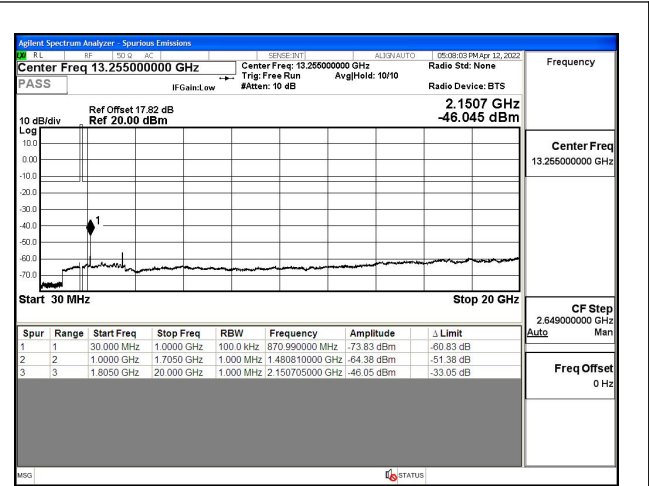 Agilent Spectrum Analyzer - Spurious Emissions
RL RF 50 Ω AC SENSE:INT ALIGNAUTO 05:08:03 PM Apr 12, 2022
Center Freq 13.255000000 GHz
Center Freq: 13.255000000 GHz
Radio Std: None
Trig: Free Run Avg|Hold: 10/10
PASS
IFGain:Low
#Atten: 10 dB
Radio Device: BTS
Ref Offset 17.82 dB
2.1507 GHz
10 dB/div Ref 20.00 dBm
-46.045 dBm
Log
10.0
0.00
-10.0
-20.0
-30.0
-40.0
1
-50.0
-60.0
-70.0
Start 30 MHz
Stop 20 GHz
Spur Range Start Freq Stop Freq RBW Frequency Amplitude Δ Limit
1 1 30.000 MHz 1.0000 GHz 100.0 kHz 870.990000 MHz -73.83 dBm -60.83 dB
2 2 1.0000 GHz 1.7050 GHz 1.000 MHz 1.480810000 GHz -64.38 dBm -51.38 dB
3 3 1.8050 GHz 20.000 GHz 1.000 MHz 2.150705000 GHz -46.05 dBm -33.05 dB
MSG
STATUS
Frequency
Center Freq
13.255000000 GHz
CF Step
2.649000000 GHz
Auto Man
Freq Offset
0 Hz